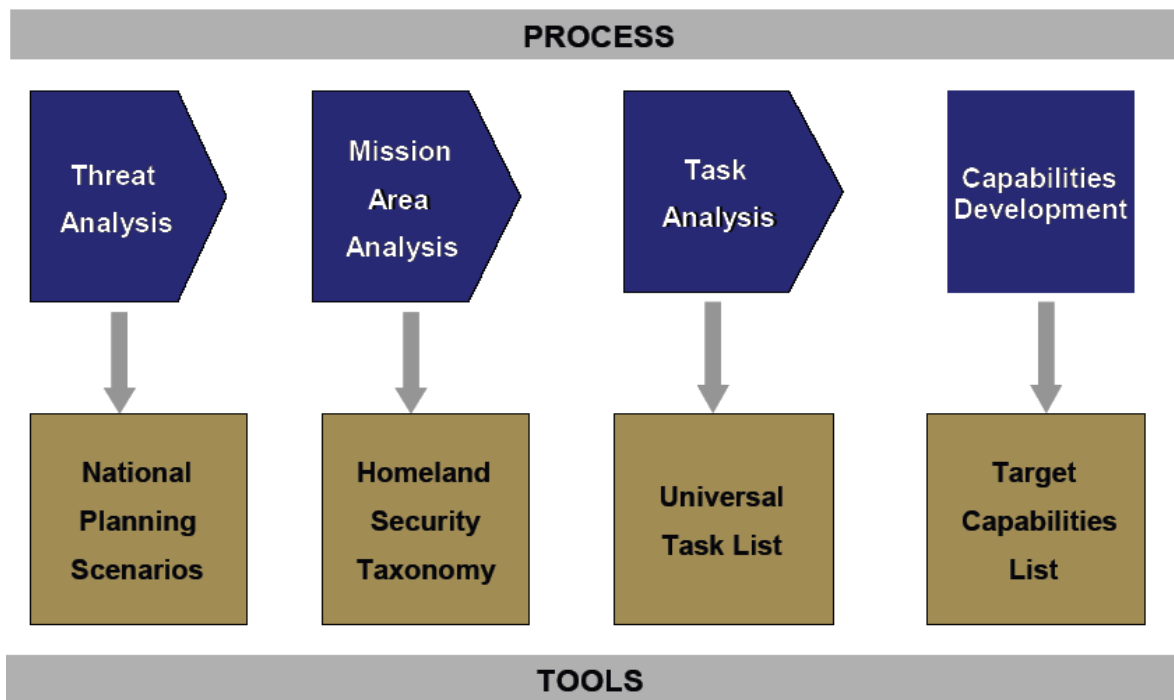 PROCESS
Threat
Analysis
Mission
Area
Analysis
Task
Analysis
Capabilities
Development
National
Planning
Scenarios
Homeland
Security
Taxonomy
Universal
Task List
Target
Capabilities
List
TOOLS